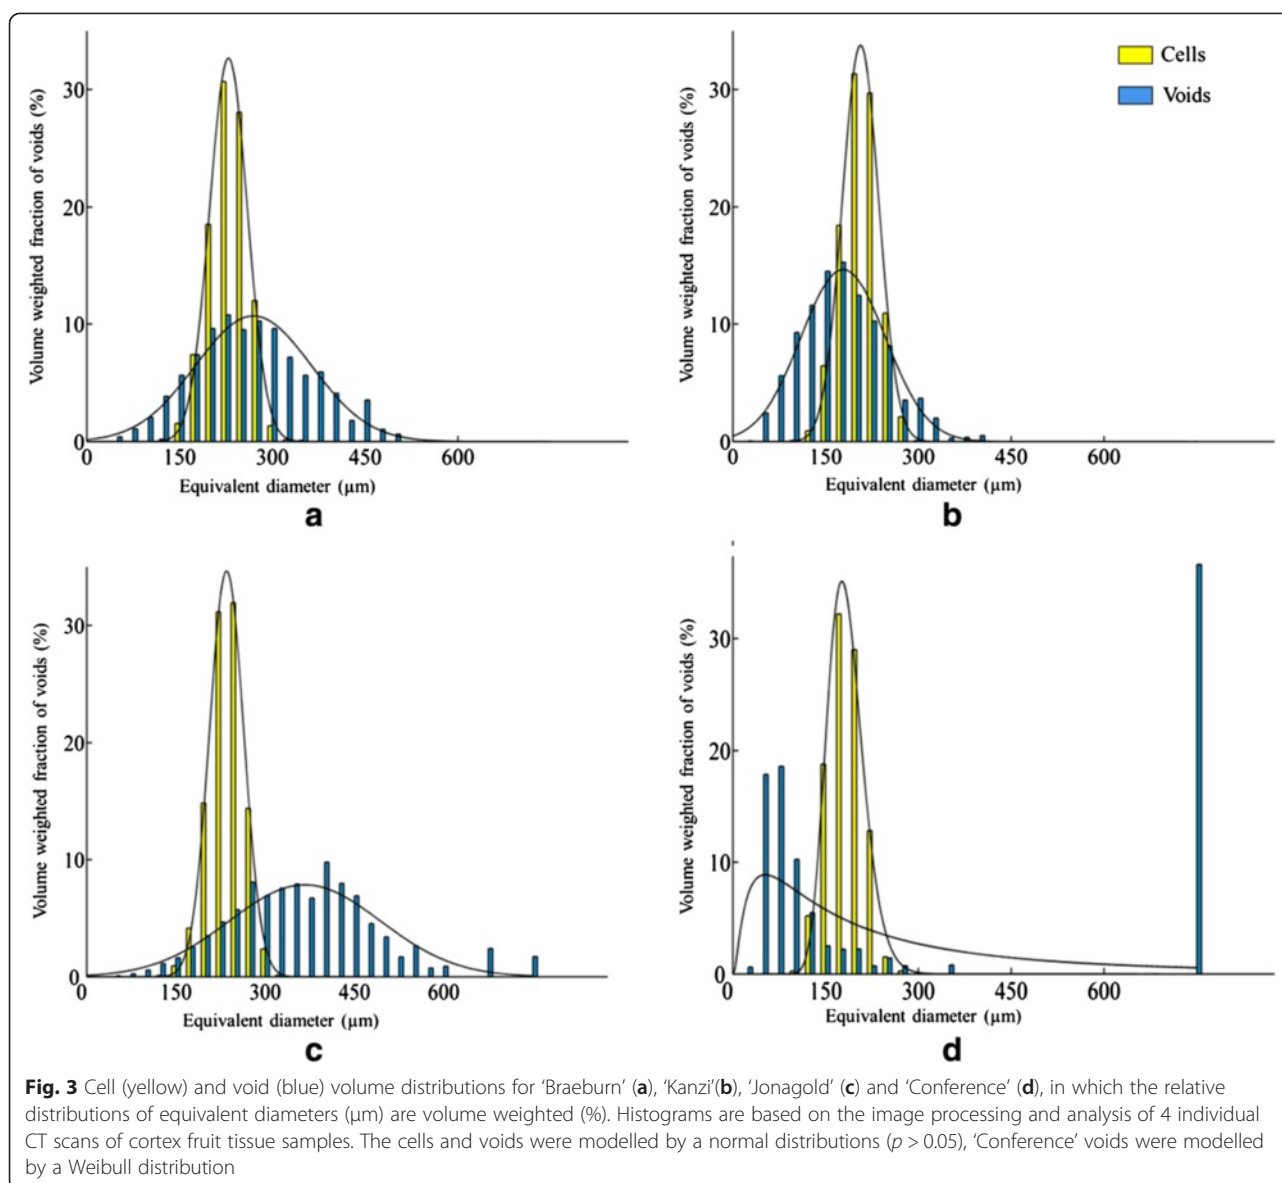 Volume weighted fraction of voids (%)
30
20
10
0
0 150 300 450 600
Equivalent diameter (µm)
a
Volume weighted fraction of voids (%)
30
20
10
0
0 150 300 450 600
Equivalent diameter (µm)
b
Cells
Voids
Volume weighted fraction of voids (%)
30
20
10
0
0 150 300 450 600
Equivalent diameter (µm)
c
Volume weighted fraction of voids (%)
30
20
10
0
0 150 300 450 600
Equivalent diameter (µm)
d
Fig. 3 Cell (yellow) and void (blue) volume distributions for ‘Braeburn’ (a), ‘Kanzi’(b), ‘Jonagold’ (c) and ‘Conference’ (d), in which the relative
distributions of equivalent diameters (µm) are volume weighted (%). Histograms are based on the image processing and analysis of 4 individual
CT scans of cortex fruit tissue samples. The cells and voids were modelled by a normal distributions (p > 0.05), ‘Conference’ voids were modelled
by a Weibull distribution